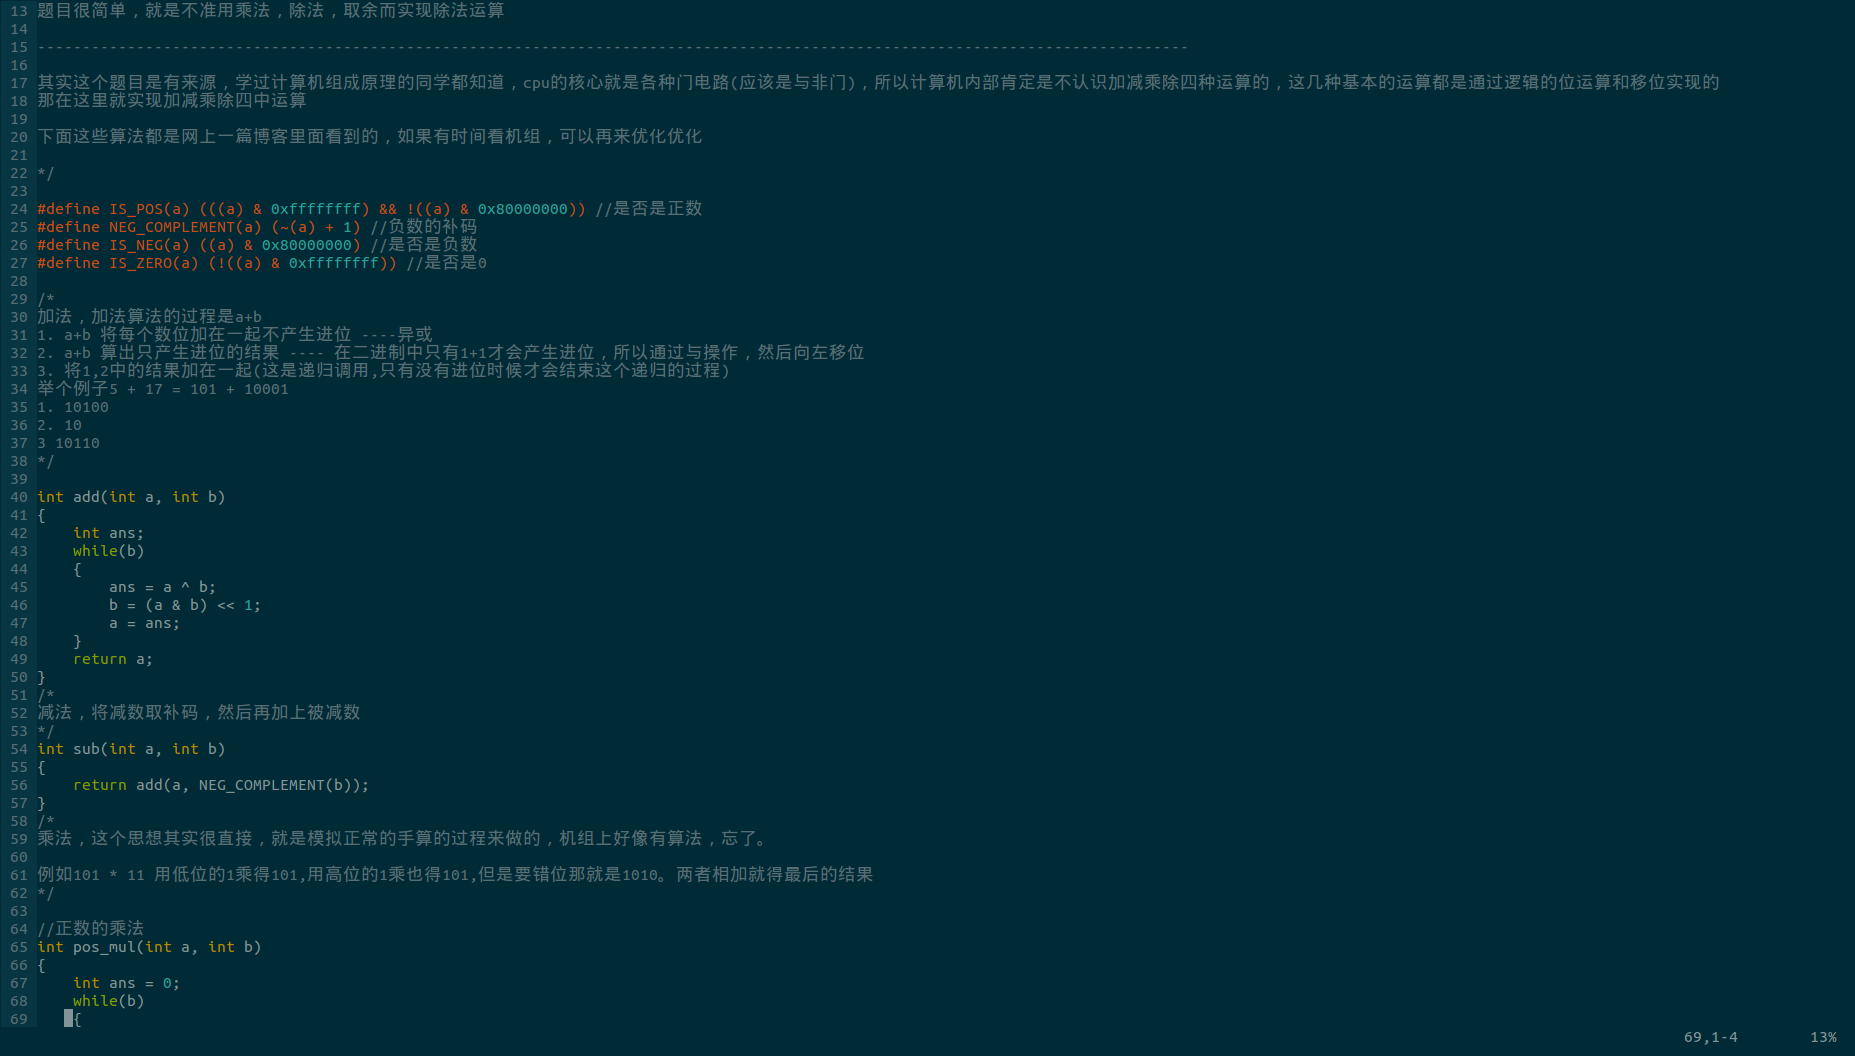 13 题目很简单，就是不准用乘法，除法，取余而实现除法运算
14
15 --------------------------------------------------------------------------------------------------------------------------------
16
17 其实这个题目是有来源，学过计算机组成原理的同学都知道，cpu的核心就是各种门电路(应该是与非门)，所以计算机内部肯定是不认识加减乘除四种运算的，这几种基本的运算都是通过逻辑的位运算和移位实现的
18 那在这里就实现加减乘除四中运算
19
20 下面这些算法都是网上一篇博客里面看到的，如果有时间看机组，可以再来优化优化
21
22 */
23
24 #define IS_POS(a) (((a) & 0xffffffff) && !((a) & 0x80000000)) //是否是正数
25 #define NEG_COMPLEMENT(a) (~(a) + 1) //负数的补码
26 #define IS_NEG(a) ((a) & 0x80000000) //是否是负数
27 #define IS_ZERO(a) (!((a) & 0xffffffff)) //是否是0
28
29 /*
30 加法，加法算法的过程是a+b
31 1. a+b 将每个数位加在一起不产生进位 ----异或
32 2. a+b 算出只产生进位的结果 ---- 在二进制中只有1+1才会产生进位，所以通过与操作，然后向左移位
33 3. 将1,2中的结果加在一起(这是递归调用,只有没有进位时候才会结束这个递归的过程)
34 举个例子5 + 17 = 101 + 10001
35 1. 10100
36 2. 10
37 3 10110
38 */
39
40 int add(int a, int b)
41 {
42     int ans;
43     while(b)
44     {
45         ans = a ^ b;
46         b = (a & b) << 1;
47         a = ans;
48     }
49     return a;
50 }
51 /*
52 减法，将减数取补码，然后再加上被减数
53 */
54 int sub(int a, int b)
55 {
56     return add(a, NEG_COMPLEMENT(b));
57 }
58 /*
59 乘法，这个思想其实很直接，就是模拟正常的手算的过程来做的，机组上好像有算法，忘了。
60
61 例如101 * 11 用低位的1乘得101,用高位的1乘也得101,但是要错位那就是1010。两者相加就得最后的结果
62 */
63
64 //正数的乘法
65 int pos_mul(int a, int b)
66 {
67     int ans = 0;
68     while(b)
69     {
69,1-4 13%